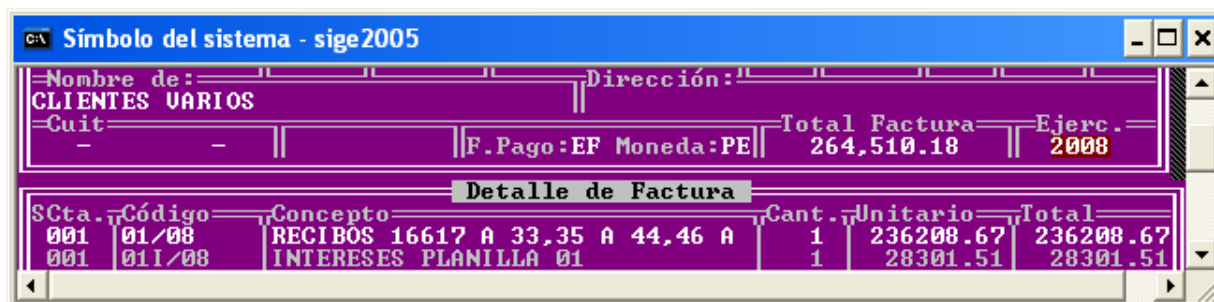 Símbolo del sistema - sige2005
Nombre de: Dirección:
CLIENTES VARIOS
Cuit Total Factura Ejerc.
- - F.Pago:EF Moneda:PE 264,510.18 2008
Detalle de Factura
SCta. Código Concepto Cant. Unitario Total
001 01/08 RECIBOS 16617 A 33,35 A 44,46 A 1 236208.67 236208.67
001 01I/08 INTERESES PLANILLA 01 1 28301.51 28301.51